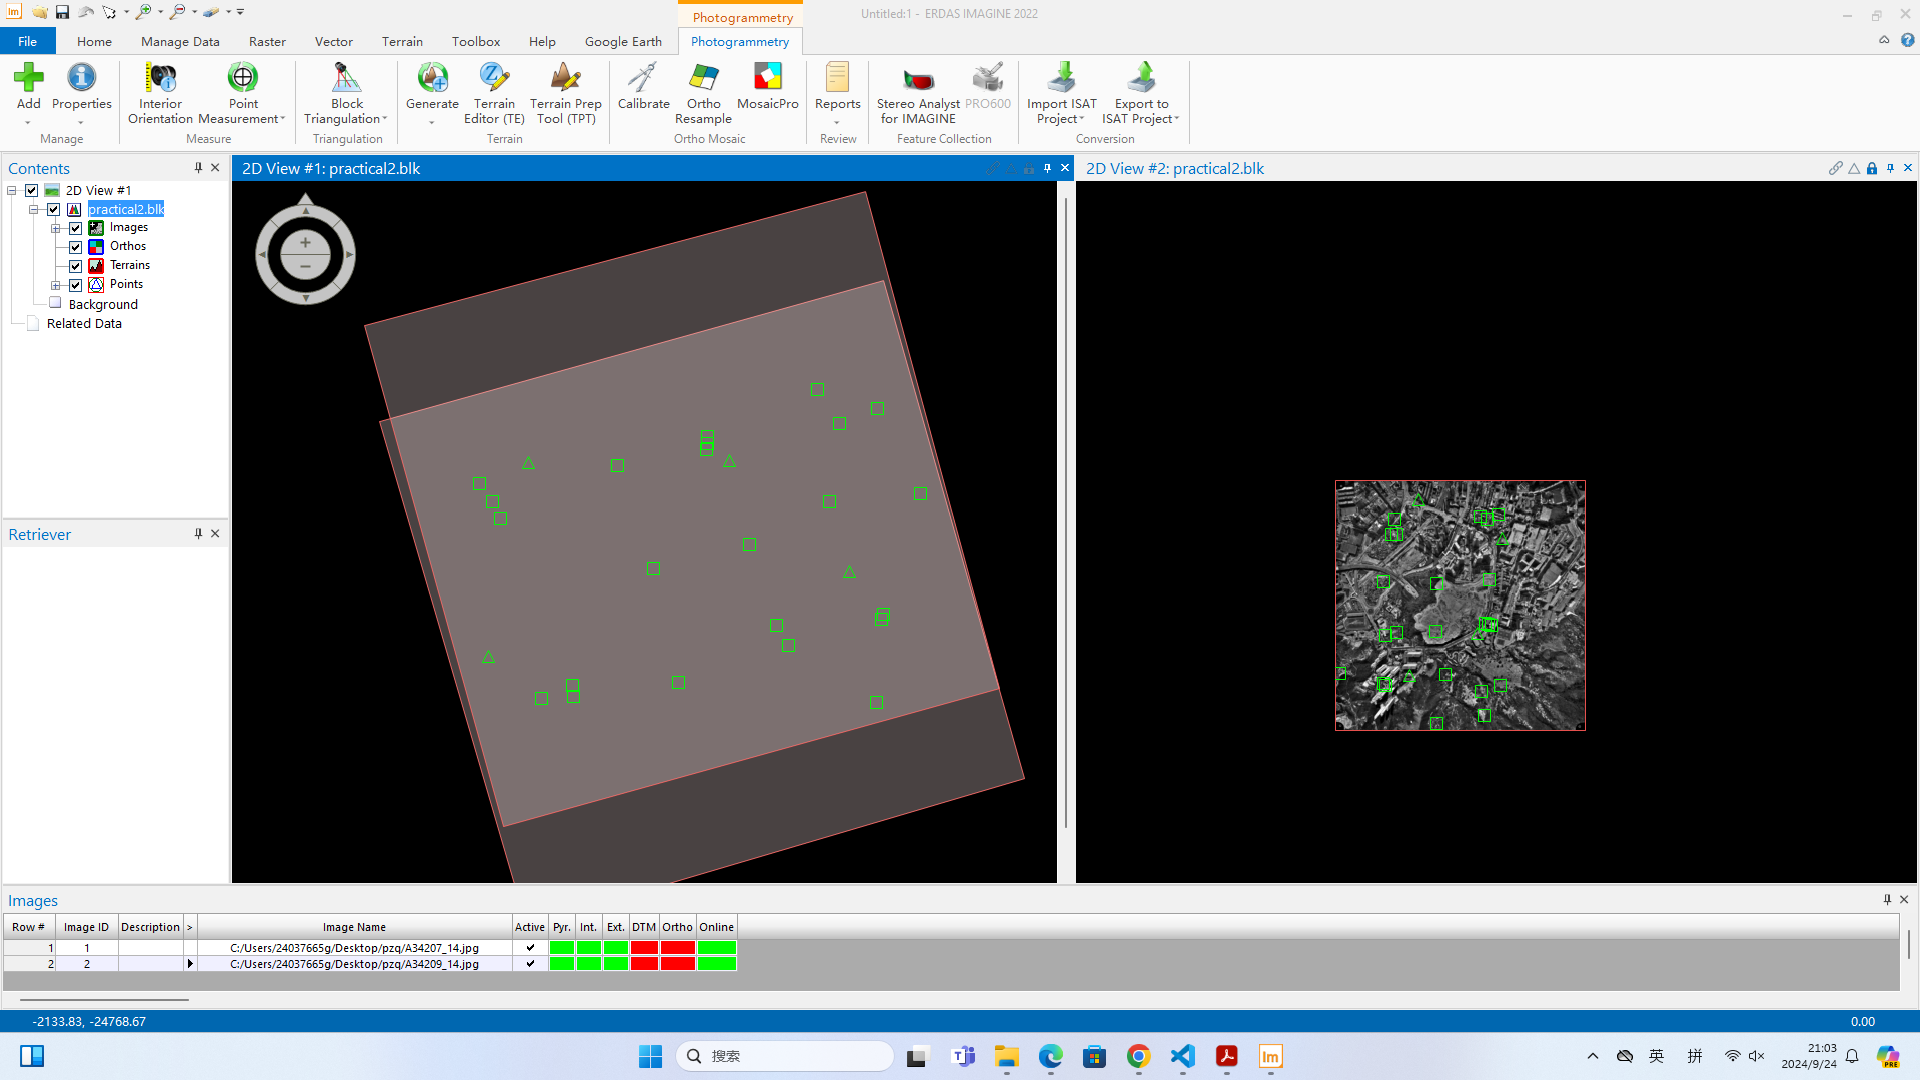 Im
Photogrammetry
Untitled:1 - ERDAS IMAGINE 2022
File
Home
Manage Data
Raster
Vector
Terrain
Toolbox
Help
Google Earth
Photogrammetry
Add
Properties
Manage
Interior
Orientation
Point
Measurement
Measure
Block
Triangulation
Triangulation
Generate
Terrain
Editor (TE)
Terrain Prep
Tool (TPT)
Terrain
Calibrate
Ortho
Resample
MosaicPro
Ortho Mosaic
Reports
Review
Stereo Analyst
for IMAGINE
PRO600
Feature Collection
Import ISAT
Project
Export to
ISAT Project
Conversion
Contents
2D View #1
practical2.blk
Images
Orthos
Terrains
Points
Background
Related Data
Retriever
2D View #1: practical2.blk
2D View #2: practical2.blk
Images
Row # Image ID Description > Image Name Active Pyr. Int. Ext. DTM Ortho Online
1 1 C:/Users/24037665g/Desktop/pzq/A34207_14.jpg
2 2 C:/Users/24037665g/Desktop/pzq/A34209_14.jpg
-2133.83, -24768.67
0.00
搜索
Im
英
拼
21:03
2024/9/24
PRE